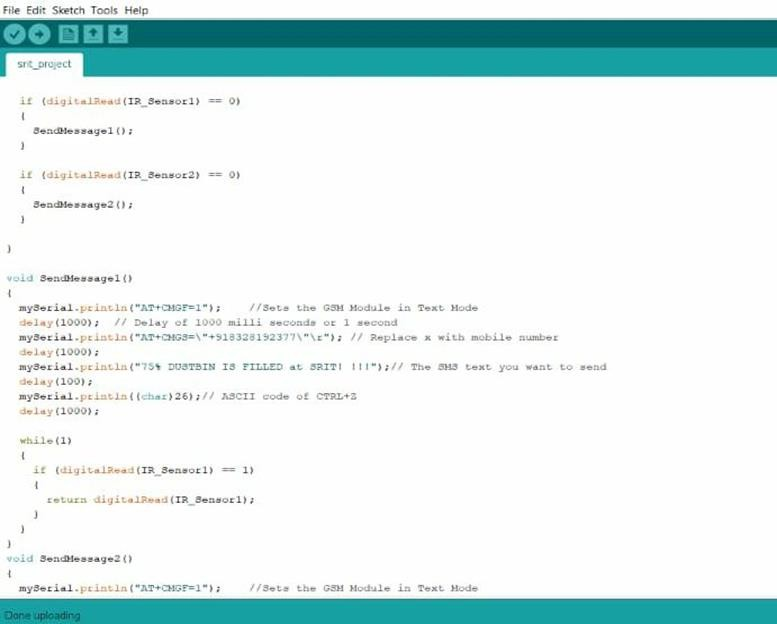 File Edit Sketch Tools Help
srit_project
if (digitalRead(IR_Sensor1) == 0)
{
SendMessage1();
}
if (digitalRead(IR_Sensor2) == 0)
{
SendMessage2();
}
}
void SendMessage1()
{
mySerial.println("AT+CMGF=1");    //Sets the GSM Module in Text Mode
delay(1000);  // Delay of 1000 milli seconds or 1 second
mySerial.println("AT+CMGS=\"+918328192377\"\r"); // Replace x with mobile number
delay(1000);
mySerial.println("75% DUSTBIN IS FILLED at SRIT! !!!");// The SMS text you want to send
delay(100);
mySerial.println((char)26);// ASCII code of CTRL+Z
delay(1000);
while(1)
{
if (digitalRead(IR_Sensor1) == 1)
{
return digitalRead(IR_Sensor1);
}
}
}
void SendMessage2()
{
mySerial.println("AT+CMGF=1");    //Sets the GSM Module in Text Mode
Done uploading